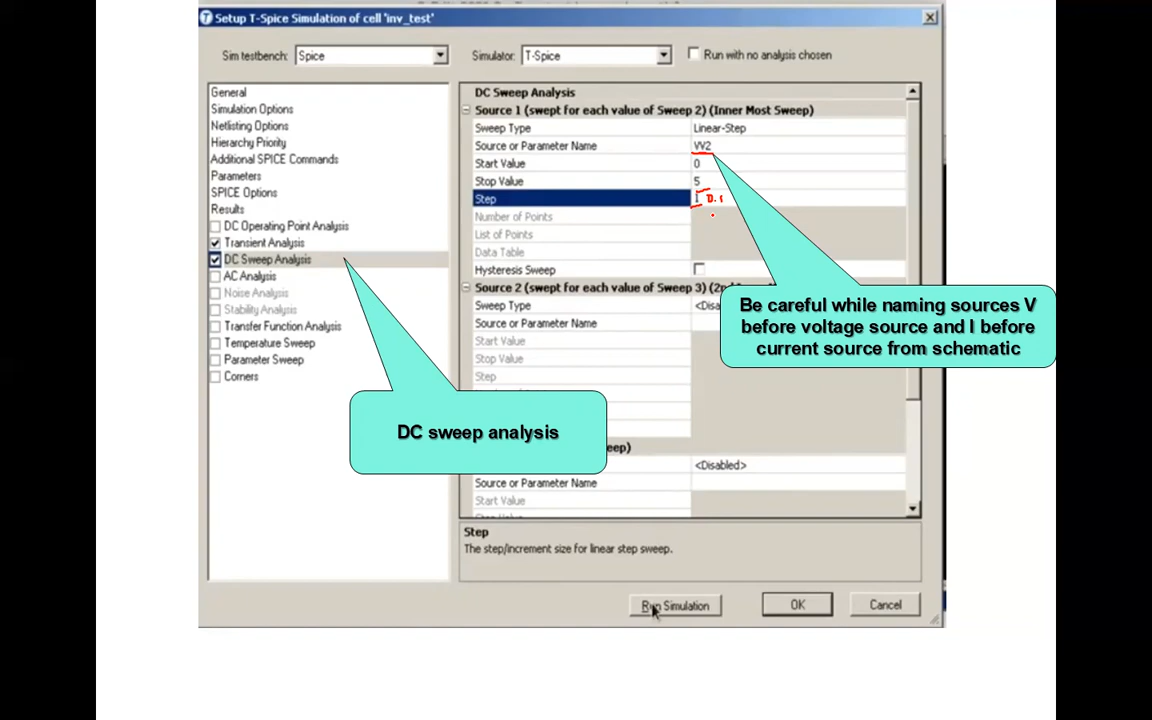 Setup T-Spice Simulation of cell 'inv_test'
Sim testbench: Spice Simulator: T-Spice Run with no analysis chosen
General
Simulation Options
Netlisting Options
Hierarchy Priority
Additional SPICE Commands
Parameters
SPICE Options
Results
DC Operating Point Analysis
Transient Analysis
DC Sweep Analysis
AC Analysis
Noise Analysis
Stability Analysis
Transfer Function Analysis
Temperature Sweep
Parameter Sweep
Corners
DC Sweep Analysis
Source 1 (swept for each value of Sweep 2) (Inner Most Sweep)
Sweep Type Linear-Step
Source or Parameter Name VV2
Start Value 0
Stop Value 5
Step 1 0.1
Number of Points
List of Points
Data Table
Hysteresis Sweep
Source 2 (swept for each value of Sweep 3)
Sweep Type
Source or Parameter Name
Start Value
Stop Value
Step
<Disabled>
Source or Parameter Name
Start Value
Be careful while naming sources V
before voltage source and I before
current source from schematic
DC sweep analysis
Step
The step/increment size for linear step sweep.
Run Simulation OK Cancel